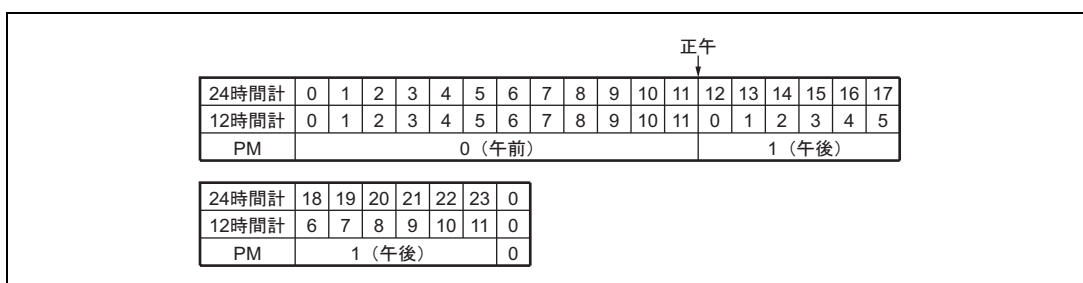 正午
24時間計 0 1 2 3 4 5 6 7 8 9 10 11 12 13 14 15 16 17
12時間計 0 1 2 3 4 5 6 7 8 9 10 11 0 1 2 3 4 5
PM 0（午前） 1（午後）
24時間計 18 19 20 21 22 23 0
12時間計 6 7 8 9 10 11 0
PM 1（午後） 0